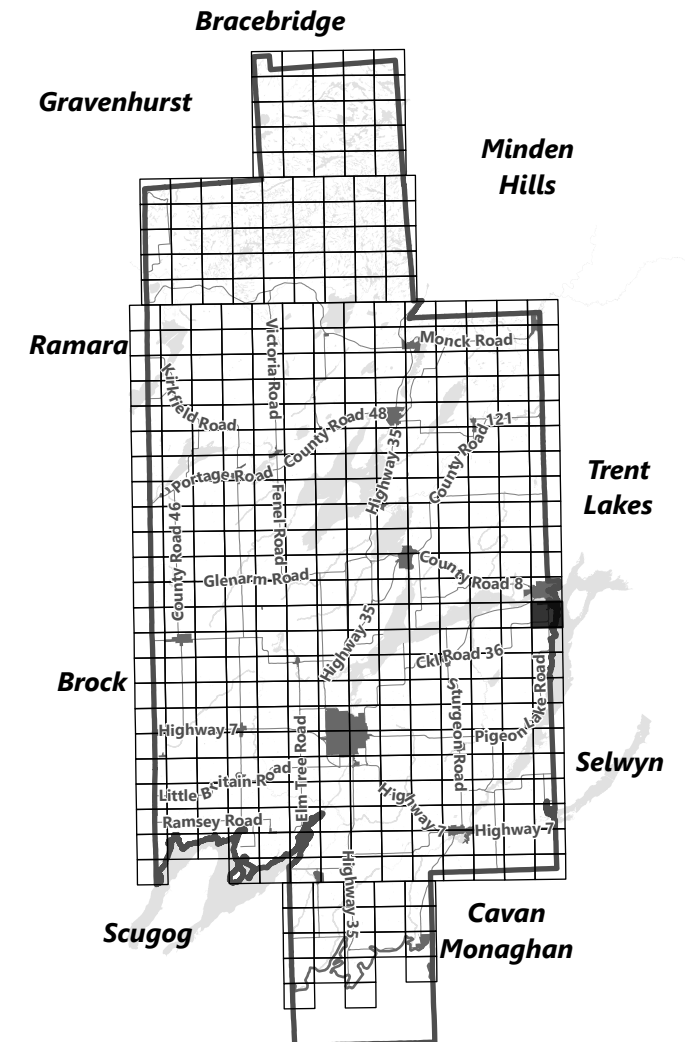 Bracebridge
Gravenhurst
Minden
Hills
Ramara
Monck Road
Victoria Road
Kirkfield Road
County Road 48
County Road 121
Highway 35
Portage Road
Trent
Lakes
Fenel Road
County Road 46
Glenarm Road
County Road 8
Highway 35
Ckl Road 36
Brock
Sturgeon Road
Pigeon Lake Road
Highway 7
Elm Tree Road
Selwyn
Little Britain Road
Highway 7
Ramsey Road
Highway 7
Highway 35
Scugog
Cavan
Monaghan